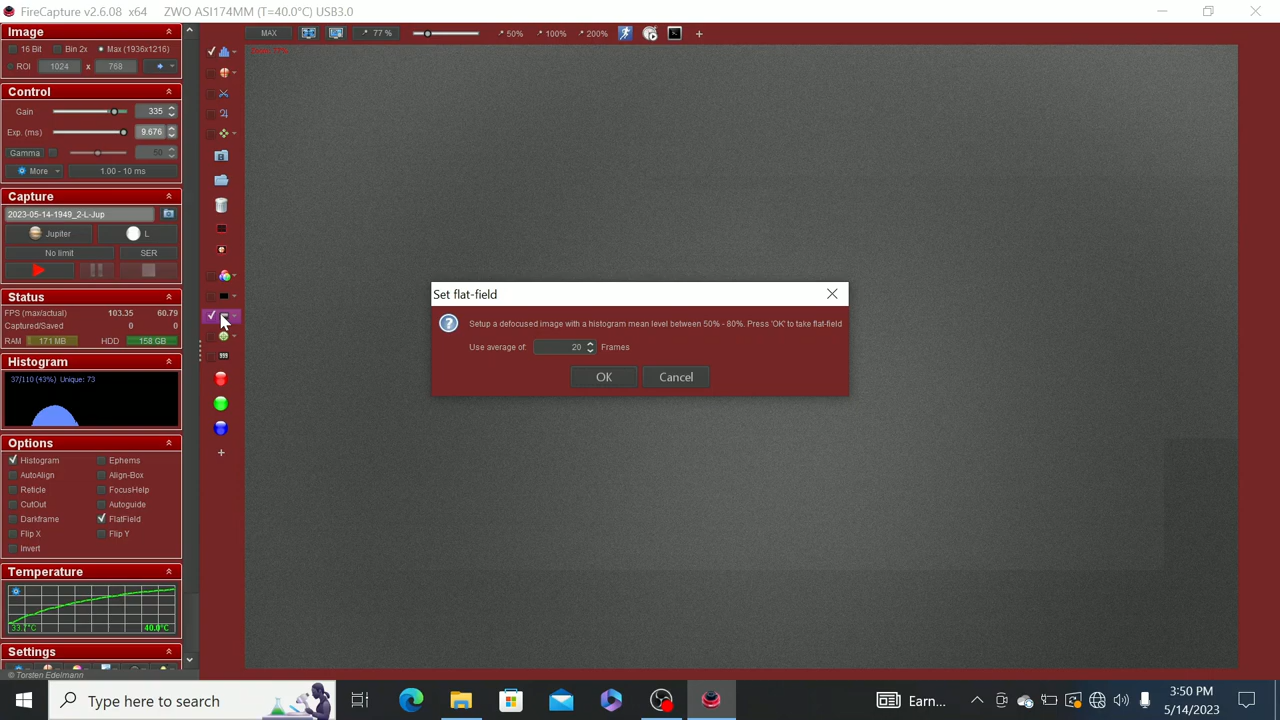 FireCapture v2.6.08 x64 ZWO ASI174MM (T=40.0°C) USB3.0
Image
16 Bit Bin 2x Max (1936x1216)
ROI 1024 x 768
Control
Gain 335
Exp. (ms) 9.676
Gamma 50
More 1.00 - 10 ms
Capture
2023-05-14-1949_2-L-Jup
Jupiter L
No limit SER
Status
FPS (max/actual) 103.35 60.79
Captured/Saved 0 0
RAM 171 MB HDD 158 GB
Histogram
37/110 (43%) Unique: 73
Options
Histogram Ephems
AutoAlign Align-Box
Reticle FocusHelp
CutOut Autoguide
Darkframe FlatField
Flip X Flip Y
Invert
Temperature
33.7°C 40.0°C
Settings
© Torsten Edelmann
MAX 77 % 50% 100% 200%
Set flat-field
Setup a defocused image with a histogram mean level between 50% - 80%. Press 'OK' to take flat-field
Use average of: 20 Frames
OK Cancel
Type here to search
Earn...
3:50 PM
5/14/2023